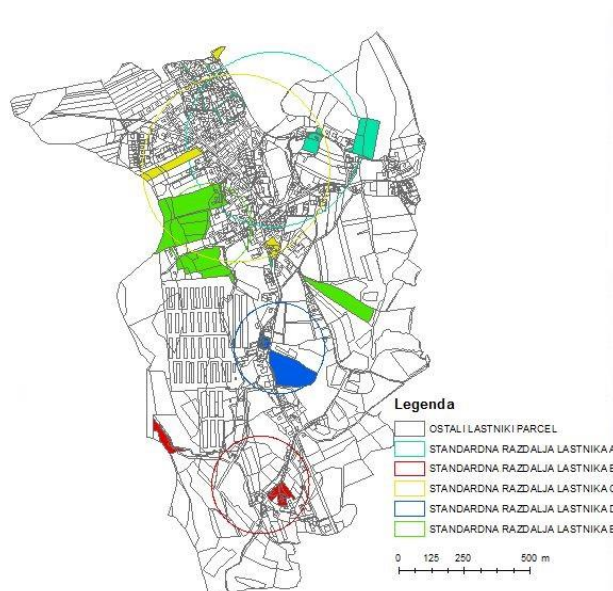 Legenda
OSTALI LASTNIKI PARCEL
STANDARDNA RAZDALJA LASTNIKA A
STANDARDNA RAZDALJA LASTNIKA B
STANDARDNA RAZDALJA LASTNIKA C
STANDARDNA RAZDALJA LASTNIKA D
STANDARDNA RAZDALJA LASTNIKA E
0 125 250 500 m